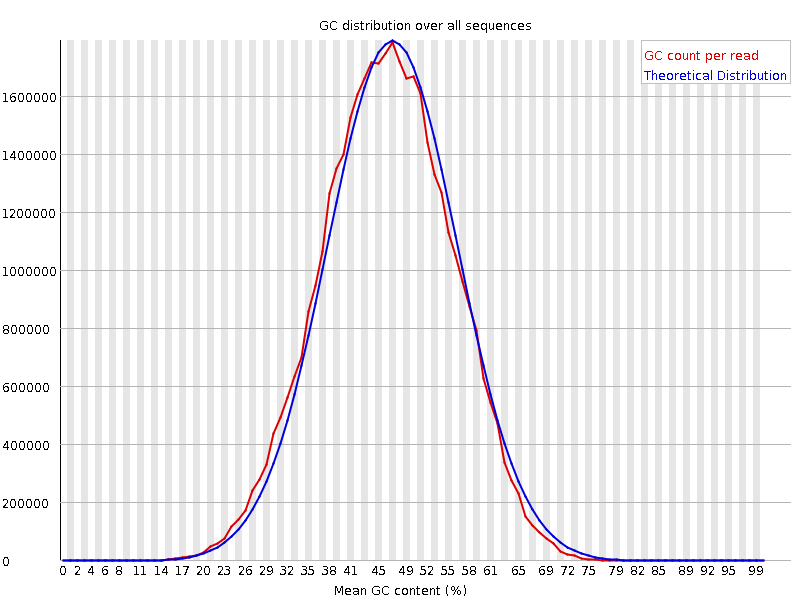 GC distribution over all sequences
GC count per read
Theoretical Distribution
1600000
1400000
1200000
1000000
800000
600000
400000
200000
0
0 2 4 6 8 11 14 17 20 23 26 29 32 35 38 41 45 49 52 55 58 61 65 69 72 75 79 82 85 89 92 95 99
Mean GC content (%)